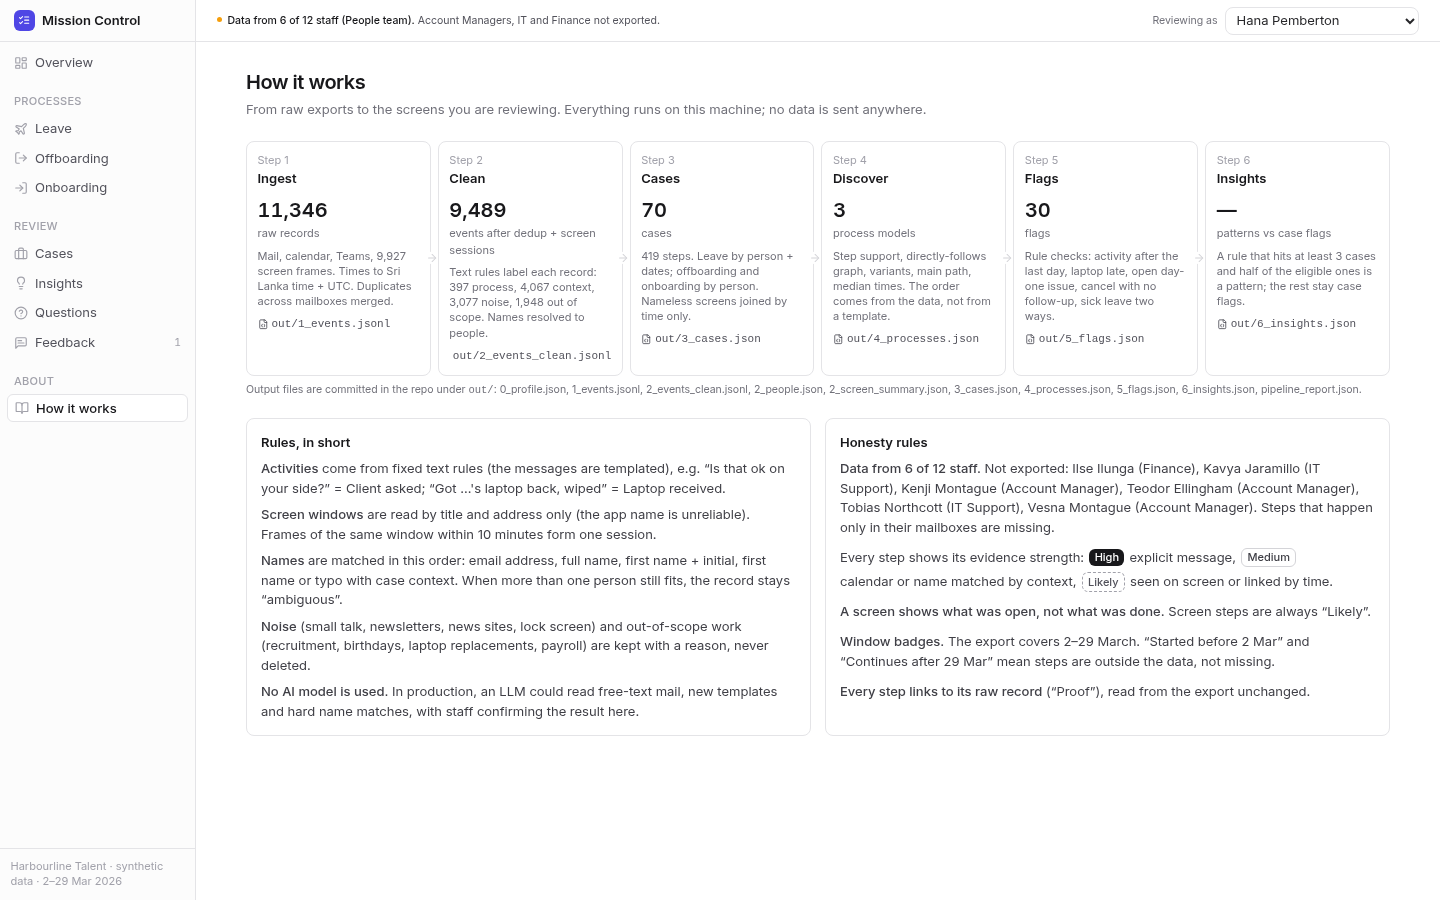 Mission Control
Data from 6 of 12 staff (People team). Account Managers, IT and Finance not exported.
Reviewing as
Hana Pemberton
Overview
PROCESSES
Leave
Offboarding
Onboarding
REVIEW
Cases
Insights
Questions
Feedback 1
ABOUT
How it works
Harbourline Talent · synthetic
data · 2–29 Mar 2026
How it works
From raw exports to the screens you are reviewing. Everything runs on this machine; no data is sent anywhere.
Step 1
Ingest
11,346
raw records
Mail, calendar, Teams, 9,927
screen frames. Times to Sri
Lanka time + UTC. Duplicates
across mailboxes merged.
out/1_events.jsonl
Step 2
Clean
9,489
events after dedup + screen
sessions
Text rules label each record:
397 process, 4,067 context,
3,077 noise, 1,948 out of
scope. Names resolved to
people.
out/2_events_clean.jsonl
Step 3
Cases
70
cases
419 steps. Leave by person +
dates; offboarding and
onboarding by person.
Nameless screens joined by
time only.
out/3_cases.json
Step 4
Discover
3
process models
Step support, directly-follows
graph, variants, main path,
median times. The order
comes from the data, not from
a template.
out/4_processes.json
Step 5
Flags
30
flags
Rule checks: activity after the
last day, laptop late, open day-
one issue, cancel with no
follow-up, sick leave two
ways.
out/5_flags.json
Step 6
Insights
—
patterns vs case flags
A rule that hits at least 3 cases
and half of the eligible ones is
a pattern; the rest stay case
flags.
out/6_insights.json
Output files are committed in the repo under out/: 0_profile.json, 1_events.jsonl, 2_events_clean.jsonl, 2_people.json, 2_screen_summary.json, 3_cases.json, 4_processes.json, 5_flags.json, 6_insights.json, pipeline_report.json.
Rules, in short
Activities come from fixed text rules (the messages are templated), e.g. “Is that ok on
your side?” = Client asked; “Got ...'s laptop back, wiped” = Laptop received.
Screen windows are read by title and address only (the app name is unreliable).
Frames of the same window within 10 minutes form one session.
Names are matched in this order: email address, full name, first name + initial, first
name or typo with case context. When more than one person still fits, the record stays
“ambiguous”.
Noise (small talk, newsletters, news sites, lock screen) and out-of-scope work
(recruitment, birthdays, laptop replacements, payroll) are kept with a reason, never
deleted.
No AI model is used. In production, an LLM could read free-text mail, new templates
and hard name matches, with staff confirming the result here.
Honesty rules
Data from 6 of 12 staff. Not exported: Ilse Ilunga (Finance), Kavya Jaramillo (IT
Support), Kenji Montague (Account Manager), Teodor Ellingham (Account Manager),
Tobias Northcott (IT Support), Vesna Montague (Account Manager). Steps that happen
only in their mailboxes are missing.
Every step shows its evidence strength: High explicit message, Medium
calendar or name matched by context, Likely seen on screen or linked by time.
A screen shows what was open, not what was done. Screen steps are always “Likely”.
Window badges. The export covers 2–29 March. “Started before 2 Mar” and
“Continues after 29 Mar” mean steps are outside the data, not missing.
Every step links to its raw record (“Proof”), read from the export unchanged.